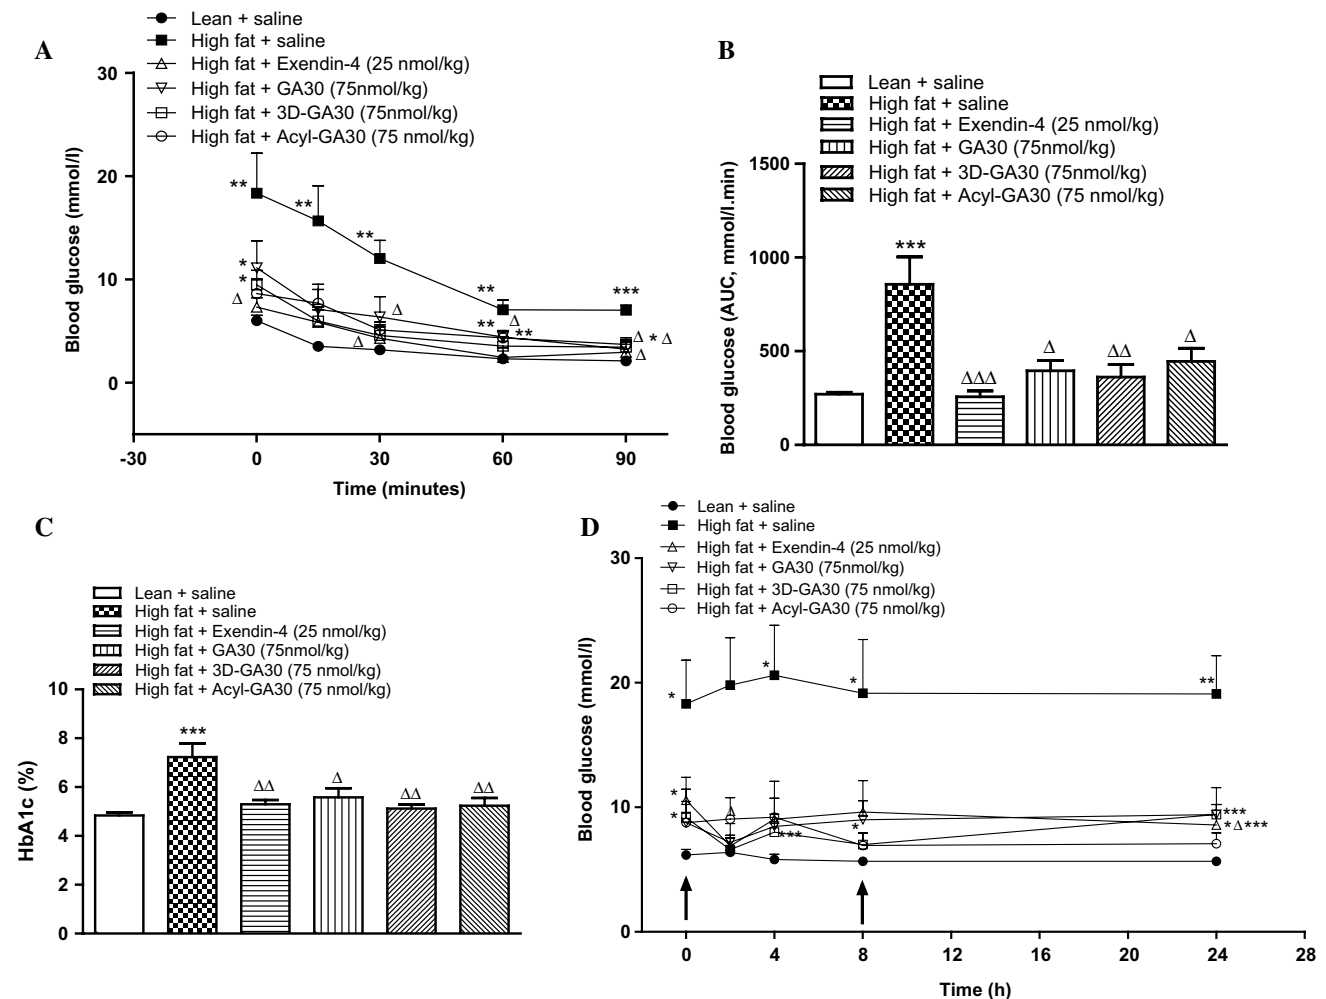 A
Lean + saline
High fat + saline
High fat + Exendin-4 (25 nmol/kg)
High fat + GA30 (75nmol/kg)
High fat + 3D-GA30 (75nmol/kg)
High fat + Acyl-GA30 (75 nmol/kg)
Blood glucose (mmol/l)
30
20
10
0
** ** ** ** ***
* * Δ Δ Δ ** Δ ** Δ * Δ Δ
-30 0 30 60 90
Time (minutes)
B
Lean + saline
High fat + saline
High fat + Exendin-4 (25 nmol/kg)
High fat + GA30 (75nmol/kg)
High fat + 3D-GA30 (75nmol/kg)
High fat + Acyl-GA30 (75 nmol/kg)
Blood glucose (AUC, mmol/l.min)
1500
1000
500
0
*** ΔΔΔ Δ ΔΔ Δ
C
Lean + saline
High fat + saline
High fat + Exendin-4 (25 nmol/kg)
High fat + GA30 (75nmol/kg)
High fat + 3D-GA30 (75 nmol/kg)
High fat + Acyl-GA30 (75 nmol/kg)
HbA1c (%)
10
8
6
4
2
0
*** ΔΔ Δ ΔΔ ΔΔ
D
Lean + saline
High fat + saline
High fat + Exendin-4 (25 nmol/kg)
High fat + GA30 (75nmol/kg)
High fat + 3D-GA30 (75 nmol/kg)
High fat + Acyl-GA30 (75 nmol/kg)
Blood glucose (mmol/l)
30
20
10
0
* * * **
* * Δ *** * ***
*Δ***
0 4 8 12 16 20 24 28
Time (h)